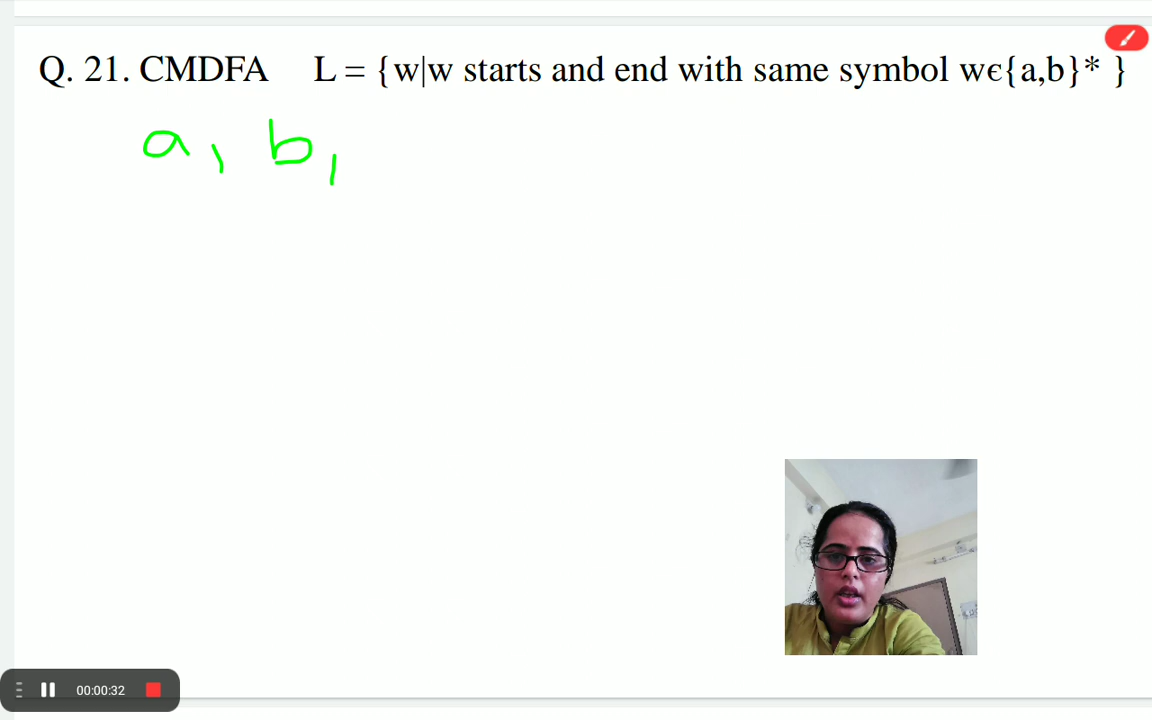 Q. 21. CMDFA L = {w|w starts and end with same symbol wϵ{a,b}* }
a, b,
00:00:32